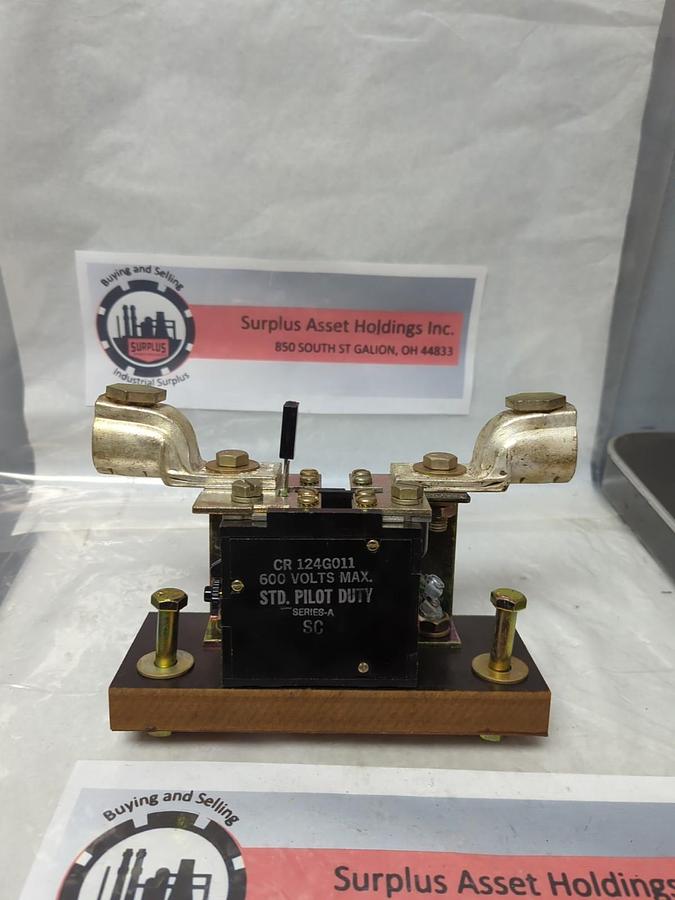 Buying and Selling
SURPLUS
Industrial Surplus
Surplus Asset Holdings Inc.
850 SOUTH ST GALION, OH 44833
CR 124G011
600 VOLTS MAX.
STD. PILOT DUTY
SERIES-A
SC
Buying and Selling
Surplus Asset Holdings